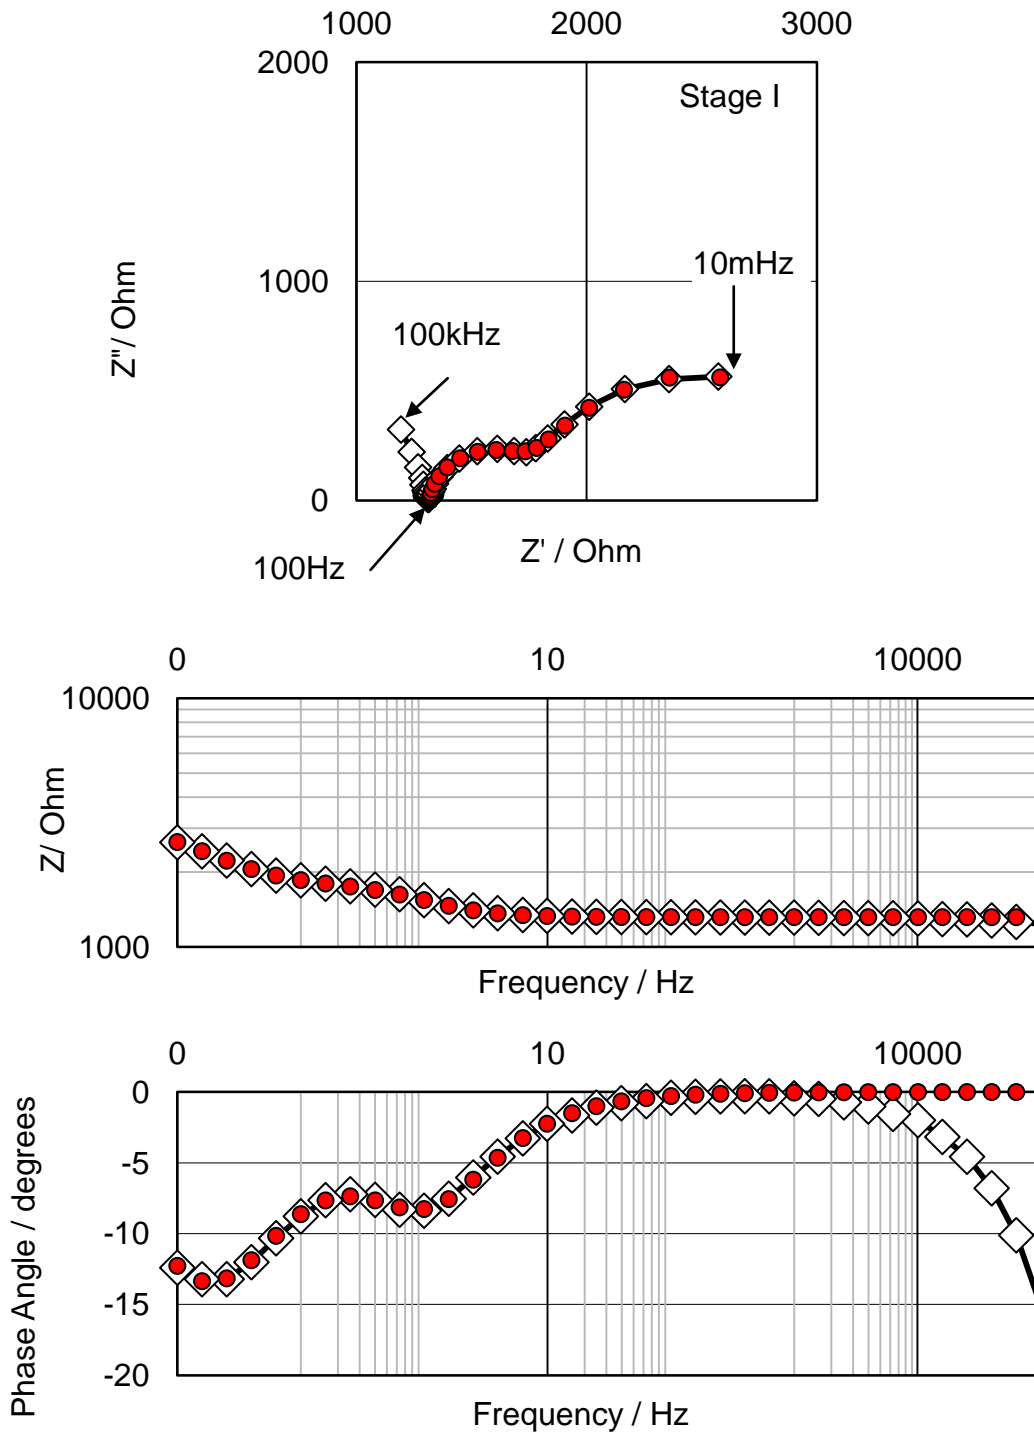 1000 2000 3000
2000
Stage I
Z"/ Ohm
1000
10mHz
100kHz
0
Z' / Ohm
100Hz
0 10 10000
10000
Z/ Ohm
1000
Frequency / Hz
0 10 10000
0
-5
Phase Angle / degrees
-10
-15
-20
Frequency / Hz